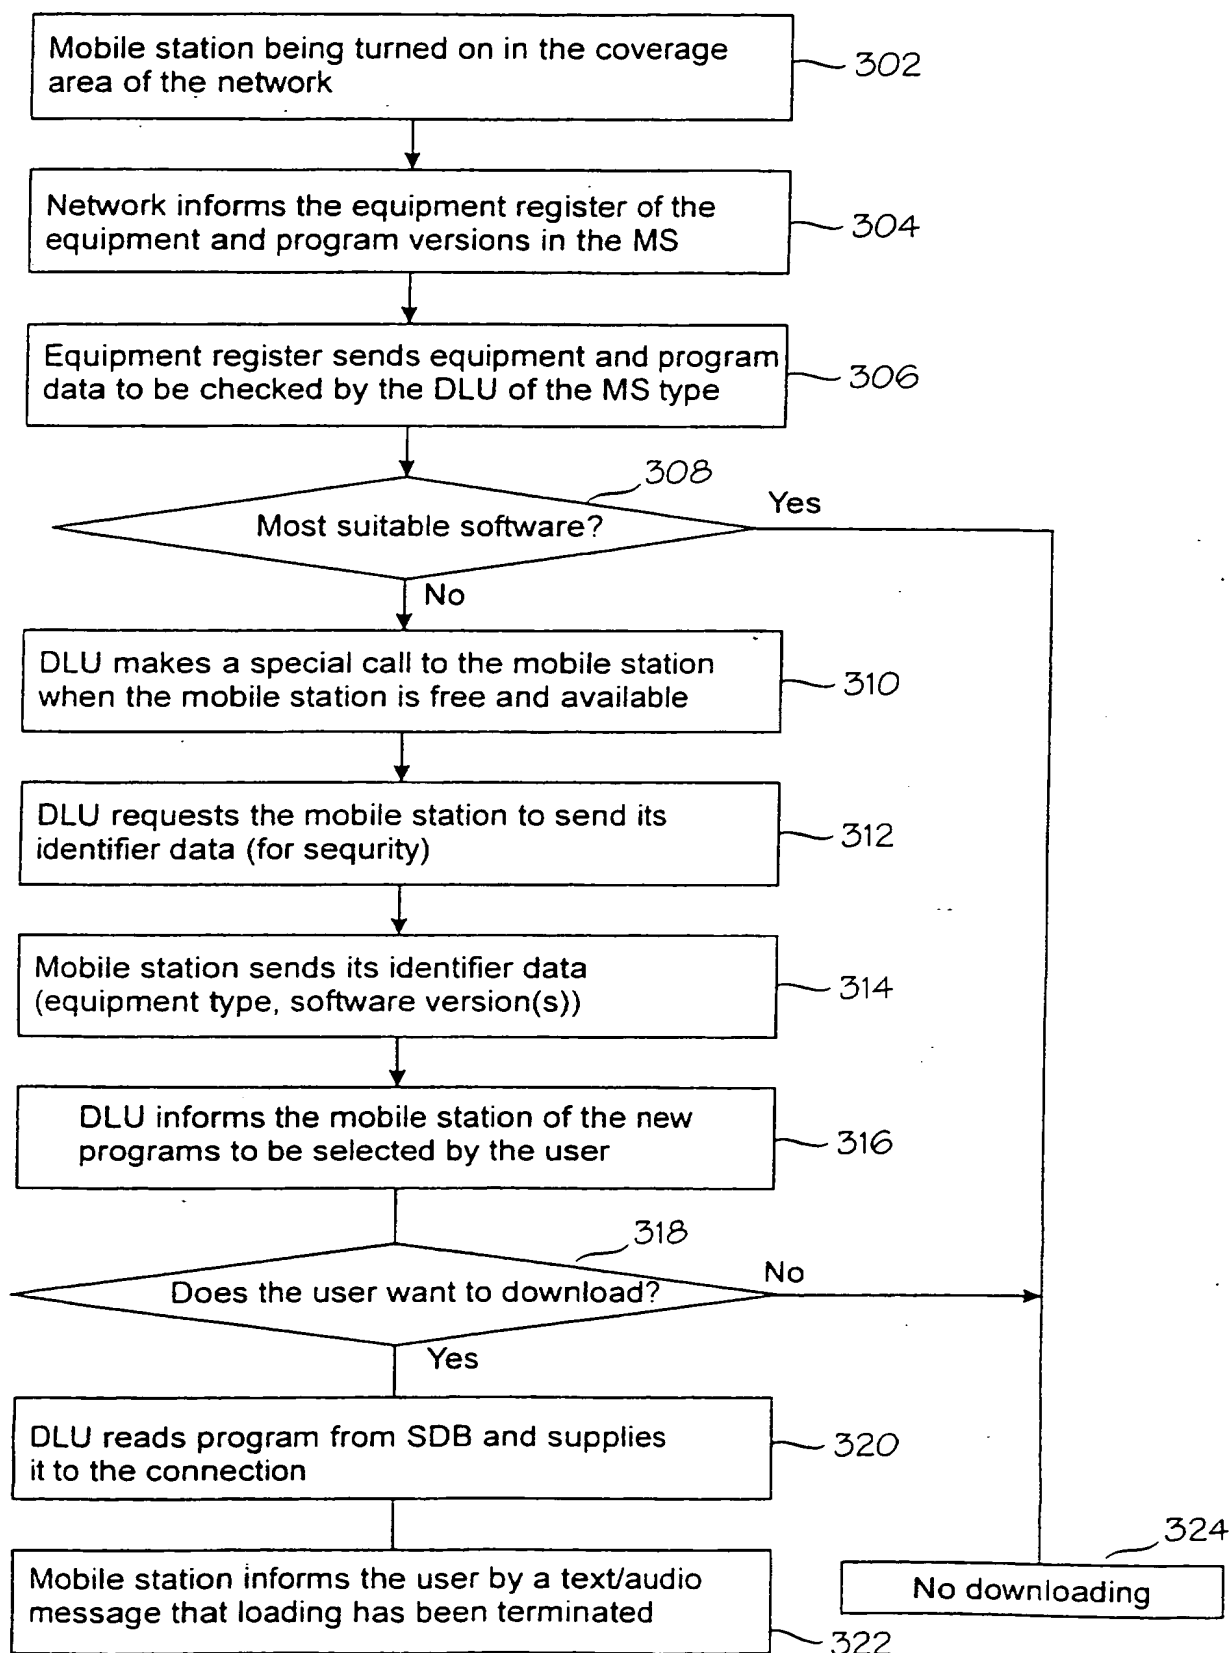 Mobile station being turned on in the coverage
area of the network
302
Network informs the equipment register of the
equipment and program versions in the MS
304
Equipment register sends equipment and program
data to be checked by the DLU of the MS type
306
308
Most suitable software?
Yes
No
DLU makes a special call to the mobile station
when the mobile station is free and available
310
DLU requests the mobile station to send its
identifier data (for sequrity)
312
Mobile station sends its identifier data
(equipment type, software version(s))
314
DLU informs the mobile station of the new
programs to be selected by the user
316
318
Does the user want to download?
No
Yes
DLU reads program from SDB and supplies
it to the connection
320
324
No downloading
Mobile station informs the user by a text/audio
message that loading has been terminated
322